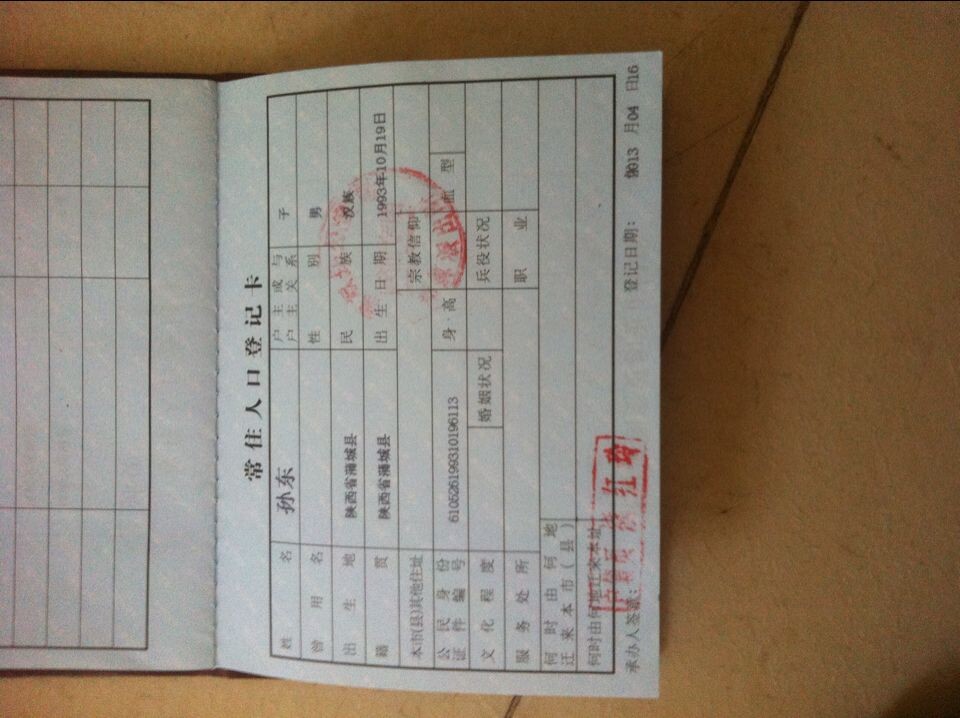 常住人口登记卡
姓名 孙东 户主或与户主关系 子
曾用名 性别 男
出生地 陕西省蒲城县 民族 汉族
籍贯 陕西省蒲城县 出生日期 1993年10月19日
本市(县)其他住址 宗教信仰
公民身份证件编号 610526199310196113 身高 血型
文化程度 婚姻状况 兵役状况
服务处所 职业
何时由何地迁来本市(县)
何时由何地迁来本址
承办人签章: 登记日期: 2013 月04 日16